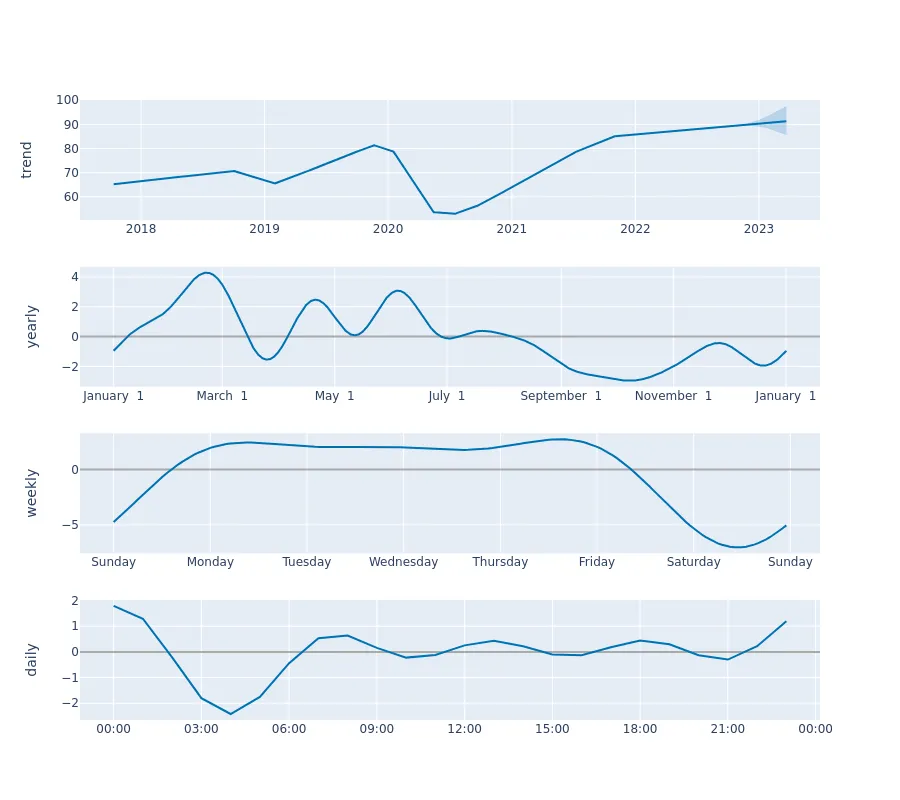 100
90
80
70
60
trend
2018 2019 2020 2021 2022 2023
4
2
0
−2
yearly
January 1 March 1 May 1 July 1 September 1 November 1 January 1
0
−5
weekly
Sunday Monday Tuesday Wednesday Thursday Friday Saturday Sunday
2
1
0
−1
−2
daily
00:00 03:00 06:00 09:00 12:00 15:00 18:00 21:00 00:00